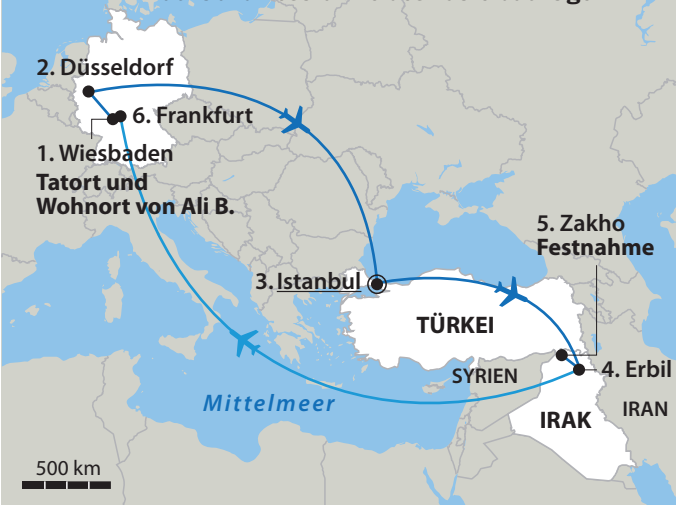 2. Düsseldorf
6. Frankfurt
1. Wiesbaden
Tatort und
Wohnort von Ali B.
5. Zakho
Festnahme
3. Istanbul
TÜRKEI
4. Erbil
SYRIEN
IRAK
IRAN
Mittelmeer
500 km